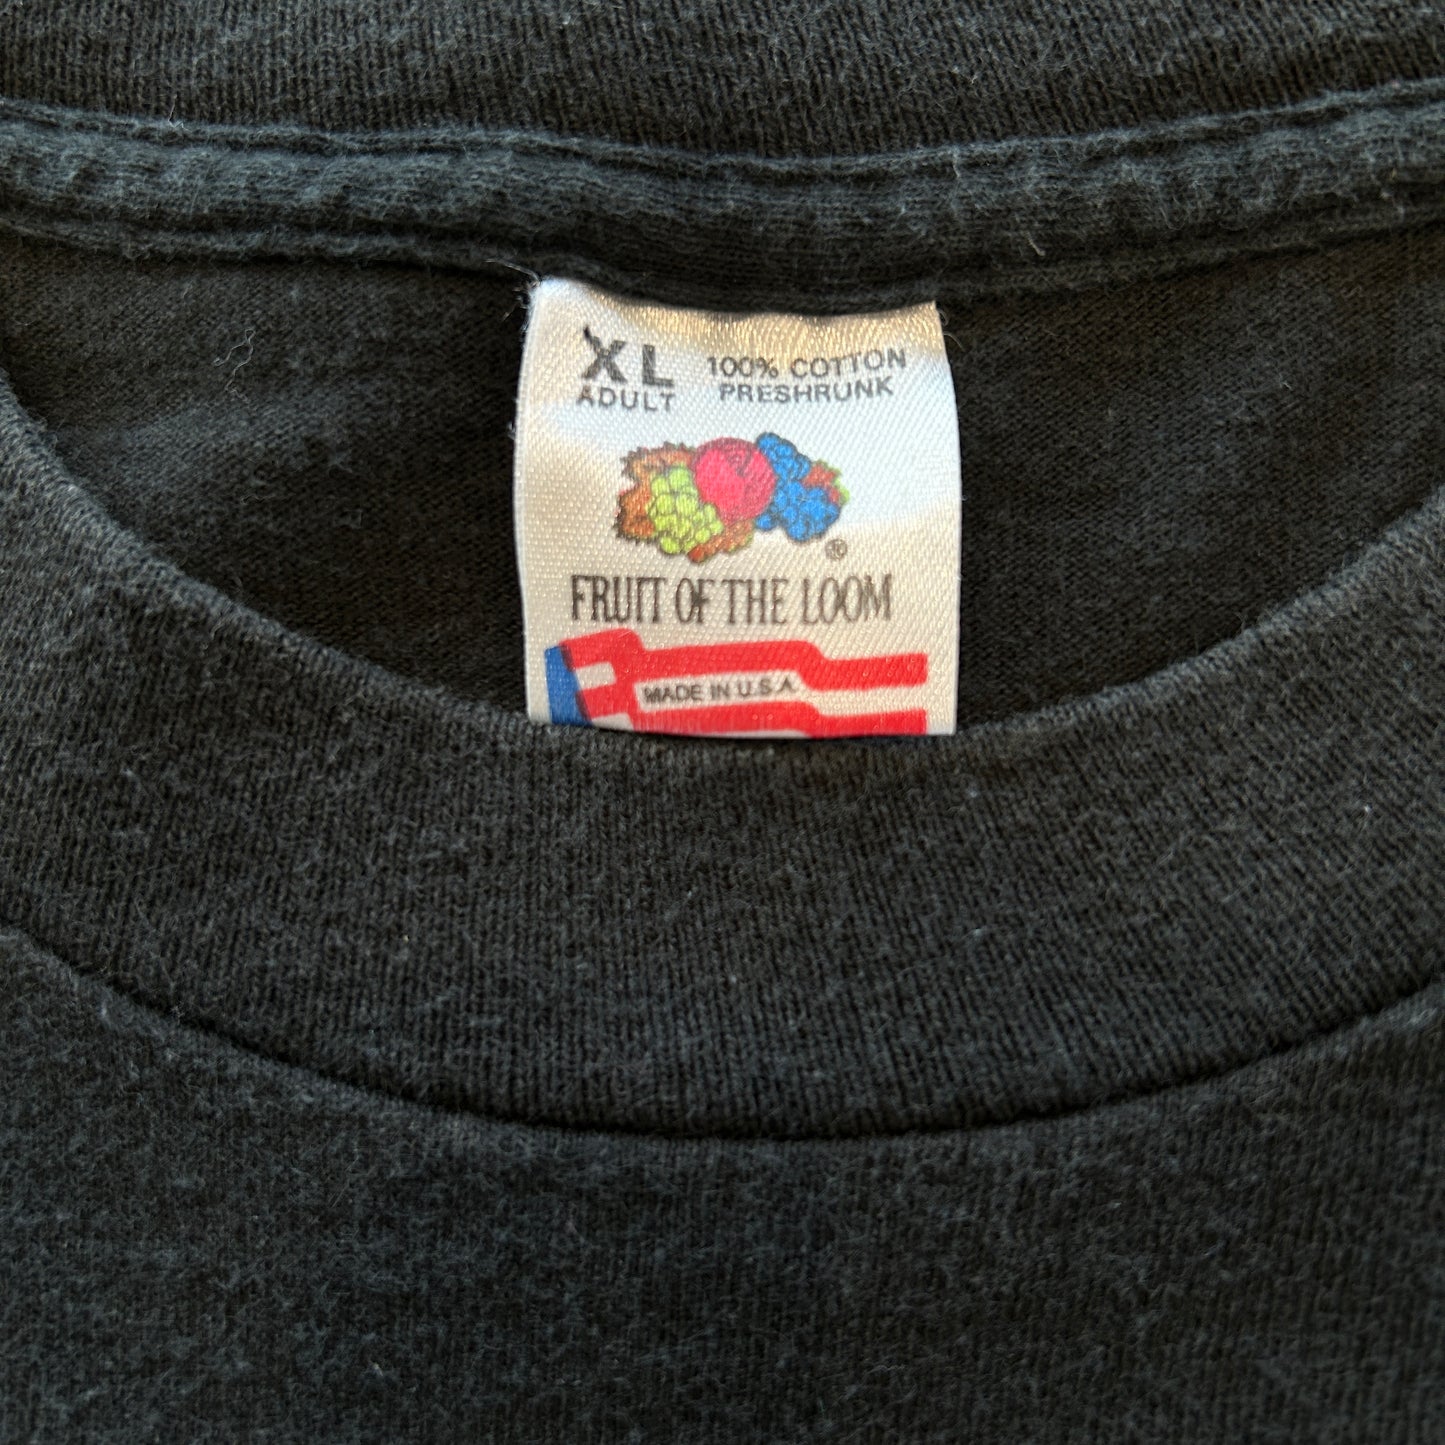 XL
ADULT
100% COTTON
PRESHRUNK
®
FRUIT OF THE LOOM
MADE IN U.S.A.